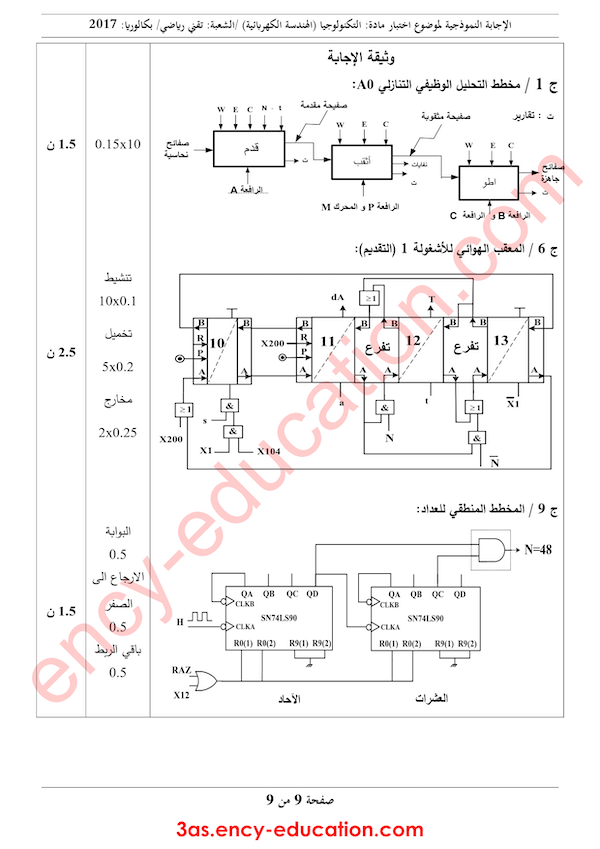 الإجابة النموذجية لموضوع اختبار مادة: التكنولوجيا (الهندسة الكهربائية) /الشعبة: تقني رياضي/ بكالوريا: 2017
وثيقة الإجابة
ج 1 / مخطط التحليل الوظيفي التنازلي A0:
1.5 ن
0.15x10
ت : تقارير
W E C N . t
صفيحة مقدمة
صفائح نحاسية
قدم
ت
الرافعة A
W E C
صفيحة مثقوبة
أثقب
نفايات
ت
الرافعة P و المحرك M
W E C
صفائح جاهزة
اطو
ت
الرافعة B و الرافعة C
ج 6 / المعقب الهوائي للأشغولة 1 (التقديم):
2.5 ن
تنشيط
10x0.1
تخميل
5x0.2
مخارج
2x0.25
dA
T
≥1
B B B B B B
R
P
A A A A A A
10
X200
R
P
11
تفرع
12
تفرع
13
≥1
X200
&
s
&
X1
X104
a
&
N
t
≥1
&
N
X1
ج 9 / المخطط المنطقي للعداد:
1.5 ن
البوابة
0.5
الارجاع الى
الصفر
0.5
باقي الربط
0.5
N=48
QA QB QC QD
CLKB
SN74LS90
CLKA
R0(1) R0(2) R9(1) R9(2)
QA QB QC QD
CLKB
SN74LS90
CLKA
R0(1) R0(2) R9(1) R9(2)
H
RAZ
X12
الآحاد
العشرات
ency-education.com
صفحة 9 من 9
3as.ency-education.com